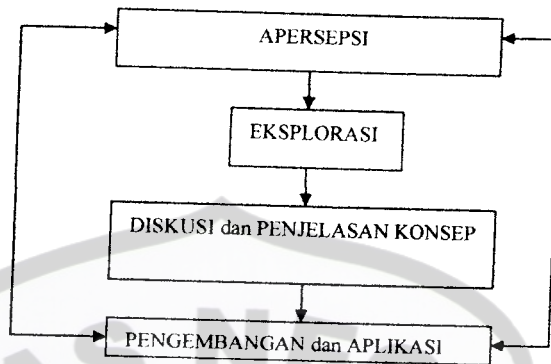 APERSEPSI
EKSPLORASI
DISKUSI dan PENJELASAN KONSEP
PENGEMBANGAN dan APLIKASI